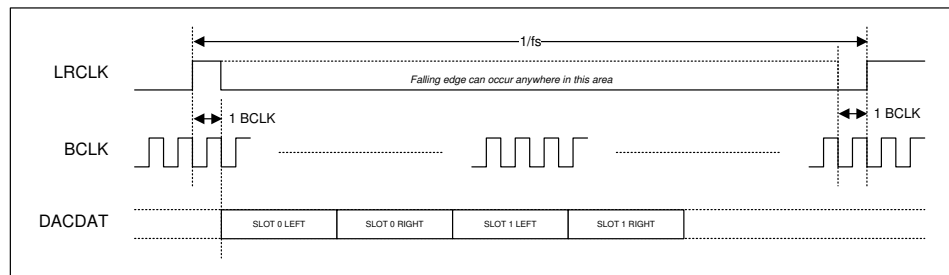 1/fs
LRCLK
Falling edge can occur anywhere in this area
1 BCLK
1 BCLK
BCLK
DACDAT
SLOT 0 LEFT
SLOT 0 RIGHT
SLOT 1 LEFT
SLOT 1 RIGHT